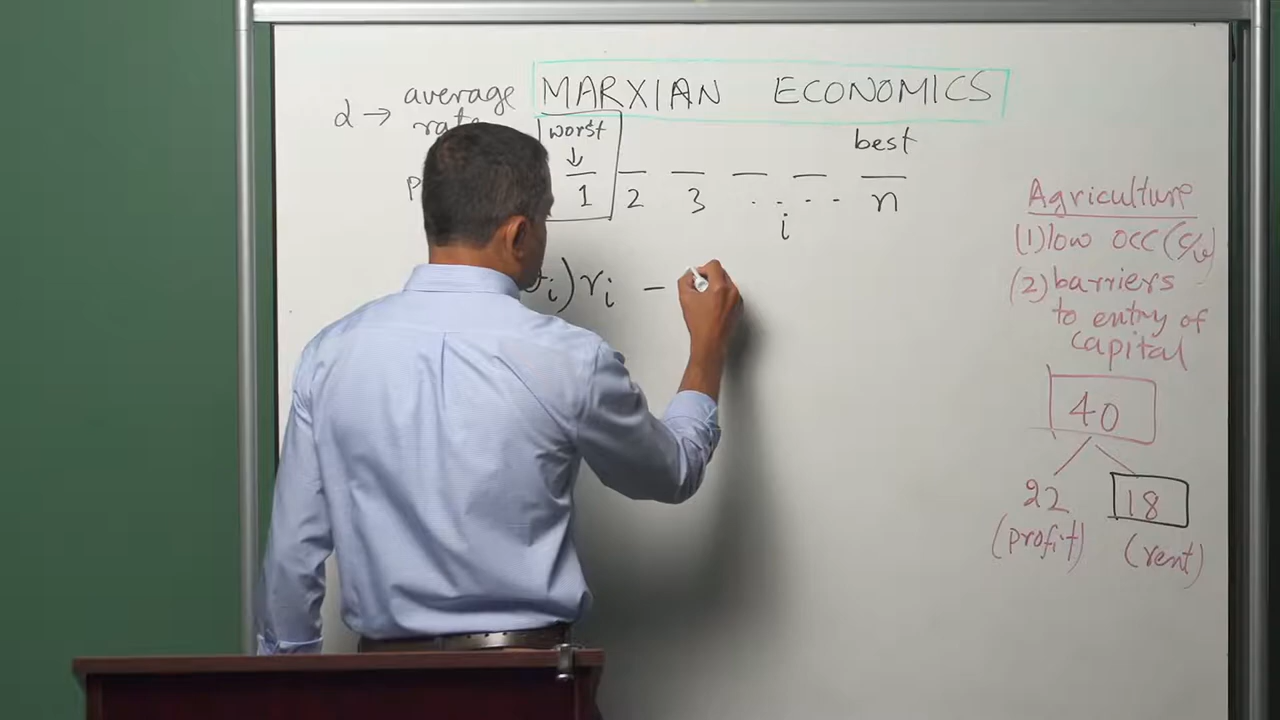 MARXIAN ECONOMICS
d → average
rate
worst
↓
best
1 2 3 . . . . n
i
i) r i –
Agriculture
(1) low OCC (c/v)
(2) barriers
to entry of
capital
40
22 18
(profit) (rent)